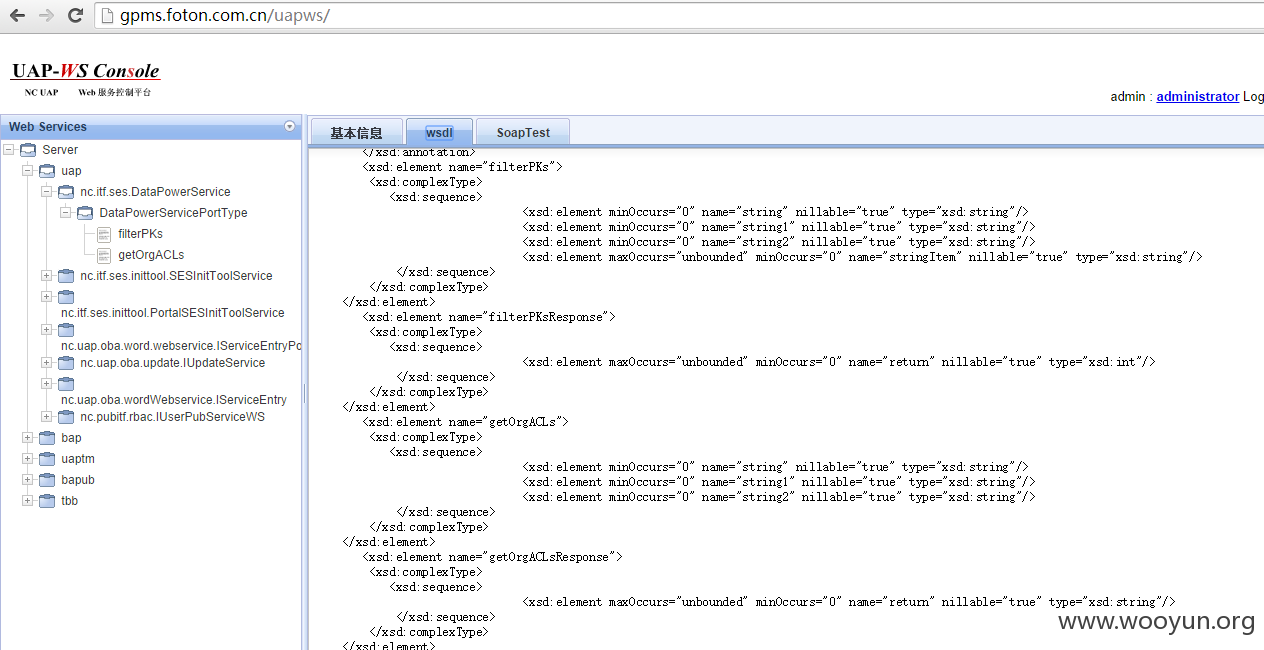 gpms.foton.com.cn/uapws/
UAP-WS Console
NC UAP Web 服务控制平台
admin : administrator Log
Web Services
Server
uap
nc.itf.ses.DataPowerService
DataPowerServicePortType
filterPKs
getOrgACLs
nc.itf.ses.inittool.SESInitToolService
nc.itf.ses.inittool.PortalSESInitToolService
nc.uap.oba.word.webservice.IServiceEntryPo
nc.uap.oba.update.IUpdateService
nc.uap.oba.wordWebservice.IServiceEntry
nc.pubitf.rbac.IUserPubServiceWS
bap
uaptm
bapub
tbb
基本信息 wsdl SoapTest
</xsd:annotation>
<xsd:element name="filterPKs">
<xsd:complexType>
<xsd:sequence>
<xsd:element minOccurs="0" name="string" nillable="true" type="xsd:string"/>
<xsd:element minOccurs="0" name="string1" nillable="true" type="xsd:string"/>
<xsd:element minOccurs="0" name="string2" nillable="true" type="xsd:string"/>
<xsd:element maxOccurs="unbounded" minOccurs="0" name="stringItem" nillable="true" type="xsd:string"/>
</xsd:sequence>
</xsd:complexType>
</xsd:element>
<xsd:element name="filterPKsResponse">
<xsd:complexType>
<xsd:sequence>
<xsd:element maxOccurs="unbounded" minOccurs="0" name="return" nillable="true" type="xsd:int"/>
</xsd:sequence>
</xsd:complexType>
</xsd:element>
<xsd:element name="getOrgACLs">
<xsd:complexType>
<xsd:sequence>
<xsd:element minOccurs="0" name="string" nillable="true" type="xsd:string"/>
<xsd:element minOccurs="0" name="string1" nillable="true" type="xsd:string"/>
<xsd:element minOccurs="0" name="string2" nillable="true" type="xsd:string"/>
</xsd:sequence>
</xsd:complexType>
</xsd:element>
<xsd:element name="getOrgACLsResponse">
<xsd:complexType>
<xsd:sequence>
<xsd:element maxOccurs="unbounded" minOccurs="0" name="return" nillable="true" type="xsd:string"/>
</xsd:sequence>
</xsd:complexType>
</xsd:element>
www.wooyun.org